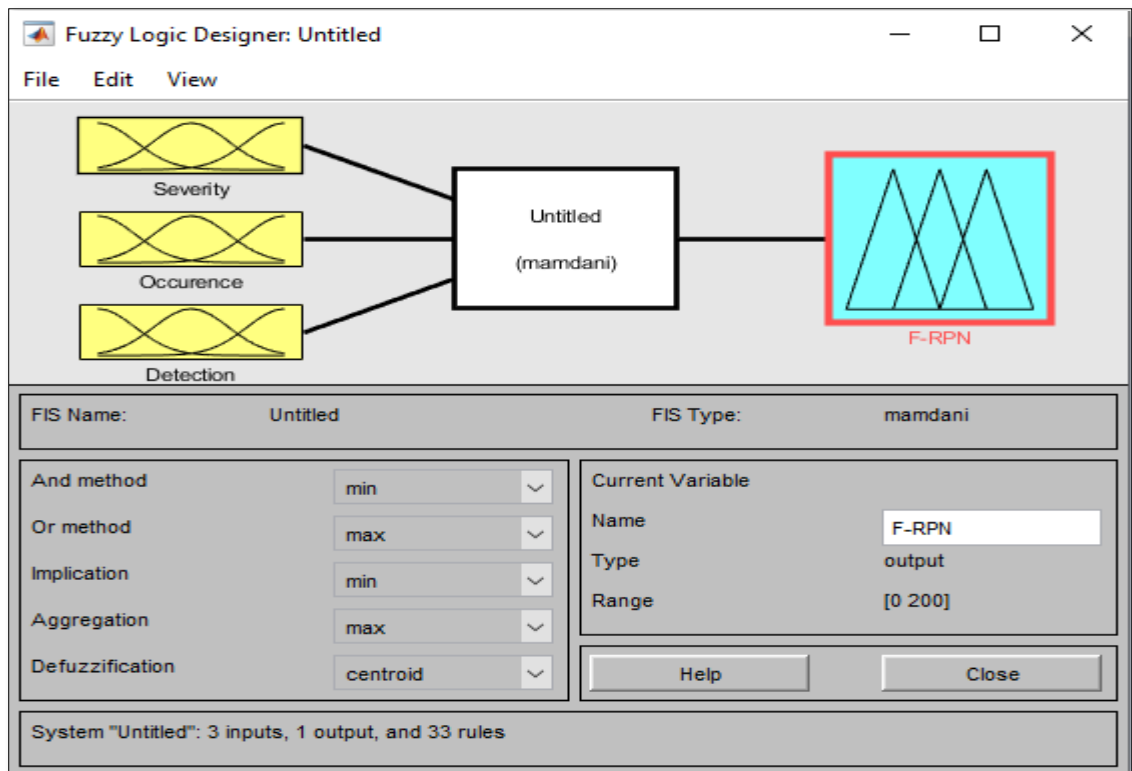 Fuzzy Logic Designer: Untitled
File Edit View
Severity
Occurence
Detection
Untitled
(mamdani)
F-RPN
FIS Name: Untitled FIS Type: mamdani
And method min
Or method max
Implication min
Aggregation max
Defuzzification centroid
Current Variable
Name F-RPN
Type output
Range [0 200]
Help Close
System "Untitled": 3 inputs, 1 output, and 33 rules